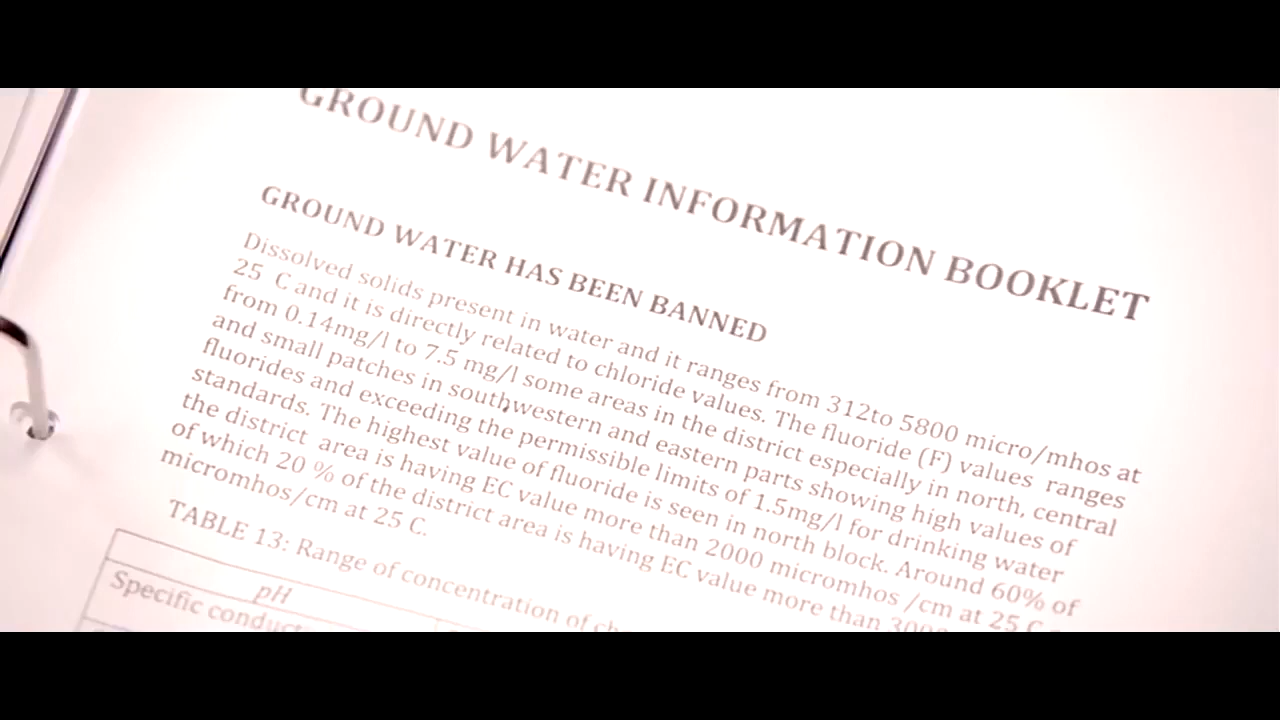 GROUND WATER INFORMATION BOOKLET
GROUND WATER HAS BEEN BANNED
Dissolved solids present in water and it ranges from 312to 5800 micro/mhos at
25 C and it is directly related to chloride values. The fluoride (F) values ranges
from 0.14mg/l to 7.5 mg/l some areas in the district especially in north, central
and small patches in southwestern and eastern parts showing high values of
fluorides and exceeding the permissible limits of 1.5mg/l for drinking water
standards. The highest value of fluoride is seen in north block. Around 60% of
the district area is having EC value more than 2000 micromhos /cm at 25 C
of which 20 % of the district area is having EC value more than 3000
micromhos/cm at 25 C.
TABLE 13: Range of concentration of
pH
Specific